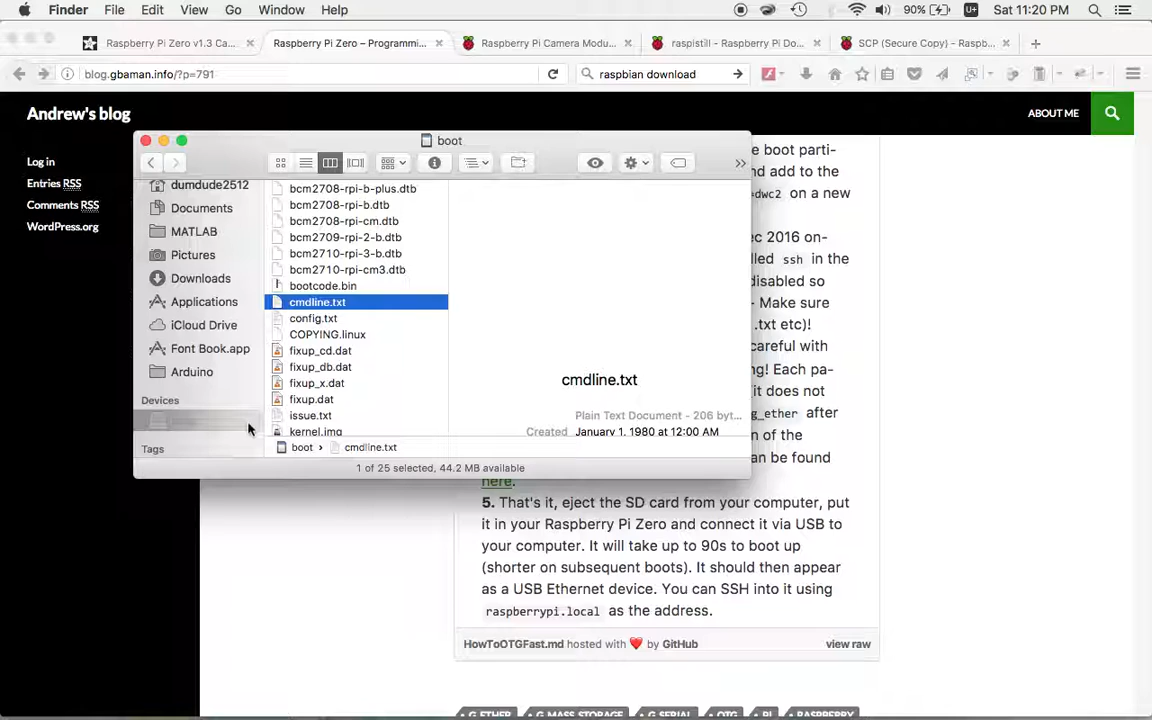 Finder File Edit View Go Window Help 90% U+ Sat 11:20 PM
Raspberry Pi Zero v1.3 Ca... × Raspberry Pi Zero – Programmi... × Raspberry Pi Camera Modu... × raspistill - Raspberry Pi Do... × SCP (Secure Copy) - Raspb... × +
blog.gbaman.info/?p=791 raspbian download
Andrew's blog ABOUT ME
Log in
Entries RSS
Comments RSS
WordPress.org
boot
dumdude2512
Documents
MATLAB
Pictures
Downloads
Applications
iCloud Drive
Font Book.app
Arduino
Devices
Tags
bcm2708-rpi-b-plus.dtb
bcm2708-rpi-b.dtb
bcm2708-rpi-cm.dtb
bcm2709-rpi-2-b.dtb
bcm2710-rpi-3-b.dtb
bcm2710-rpi-cm3.dtb
bootcode.bin
cmdline.txt
config.txt
COPYING.linux
fixup_cd.dat
fixup_db.dat
fixup_x.dat
fixup.dat
issue.txt
kernel.img
cmdline.txt
Plain Text Document - 206 byt...
Created January 1, 1980 at 12:00 AM
boot › cmdline.txt
1 of 25 selected, 44.2 MB available
e boot parti-
nd add to the
=dwc2 on a new
ec 2016 on-
lled ssh in the
disabled so
- Make sure
.txt etc)!
careful with
ng! Each pa-
it does not
g_ether after
n of the
an be found
here.
5. That's it, eject the SD card from your computer, put
it in your Raspberry Pi Zero and connect it via USB to
your computer. It will take up to 90s to boot up
(shorter on subsequent boots). It should then appear
as a USB Ethernet device. You can SSH into it using
raspberrypi.local as the address.
HowToOTGFast.md hosted with ❤ by GitHub view raw
G_ETHER G_MASS_STORAGE G_SERIAL OTG PI RASPBERRY